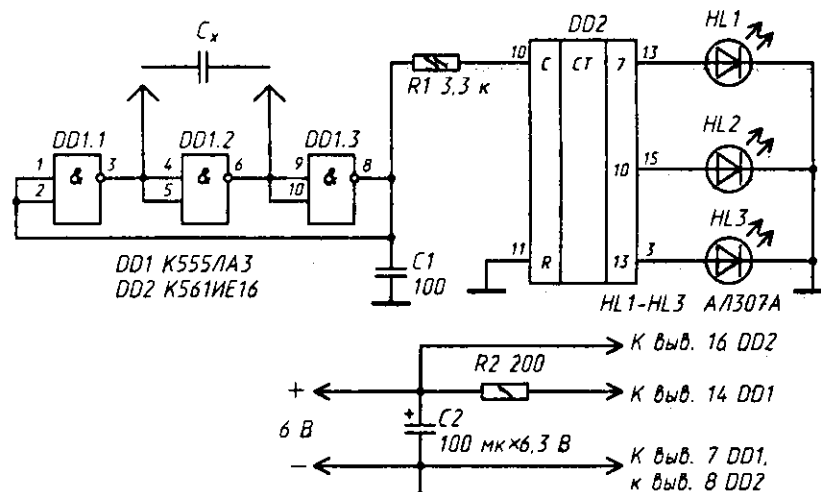 Cx
DD1.1
DD1.2
DD1.3
1
2
&
3
4
5
&
6
9
10
&
8
R1 3,3 к
C1
100
DD1 К555ЛА3
DD2 К561ИЕ16
DD2
10
C
CT
7
13
10
15
11
R
13
3
HL1
HL2
HL3
HL1-HL3 АЛ307А
+
6 В
−
R2 200
+
C2
100 мк×6,3 В
К выв. 16 DD2
К выв. 14 DD1
К выв. 7 DD1,
к выв. 8 DD2